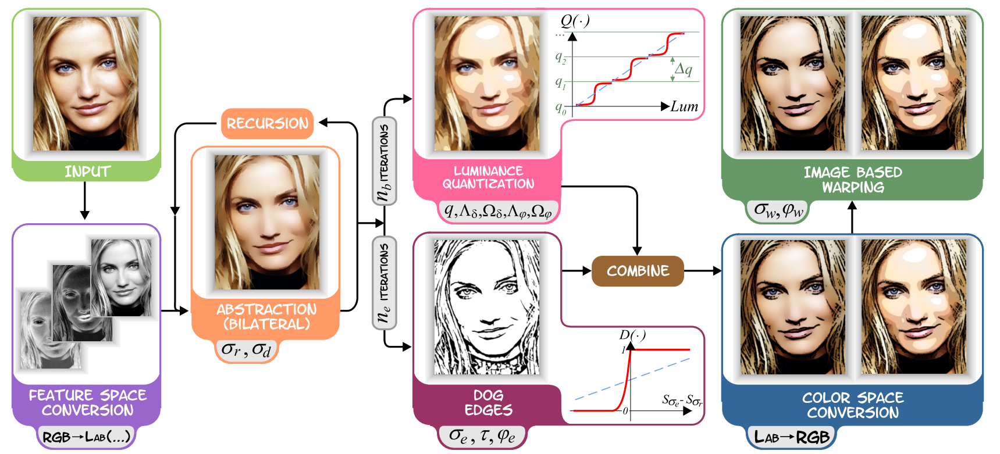 INPUT
FEATURE SPACE
CONVERSION
RGB→LAB(...)
RECURSION
ABSTRACTION
(BILATERAL)
σr, σd
nb ITERATIONS
ne ITERATIONS
Q(·)
...
q2
Δq
q1
q0
Lum
LUMINANCE
QUANTIZATION
q,Λδ,Ωδ,Λφ,Ωφ
DOG
EDGES
σe, τ, φe
D(·)
1
Sσe- Sσr
0
COMBINE
COLOR SPACE
CONVERSION
LAB→RGB
IMAGE BASED
WARPING
σw,φw